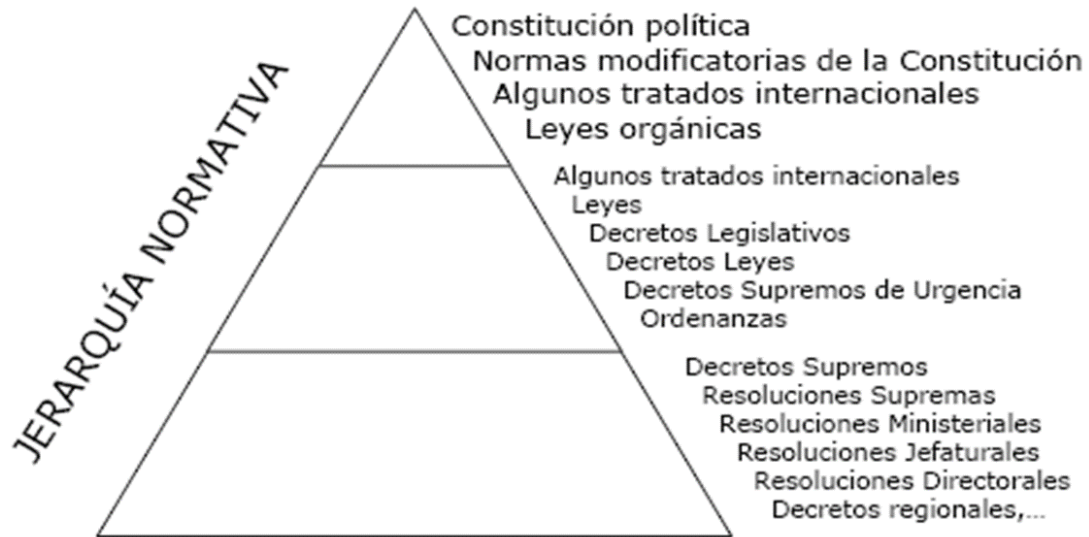 JERARQUÍA NORMATIVA
Constitución política
Normas modificatorias de la Constitución
Algunos tratados internacionales
Leyes orgánicas
Algunos tratados internacionales
Leyes
Decretos Legislativos
Decretos Leyes
Decretos Supremos de Urgencia
Ordenanzas
Decretos Supremos
Resoluciones Supremas
Resoluciones Ministeriales
Resoluciones Jefaturales
Resoluciones Directorales
Decretos regionales,...